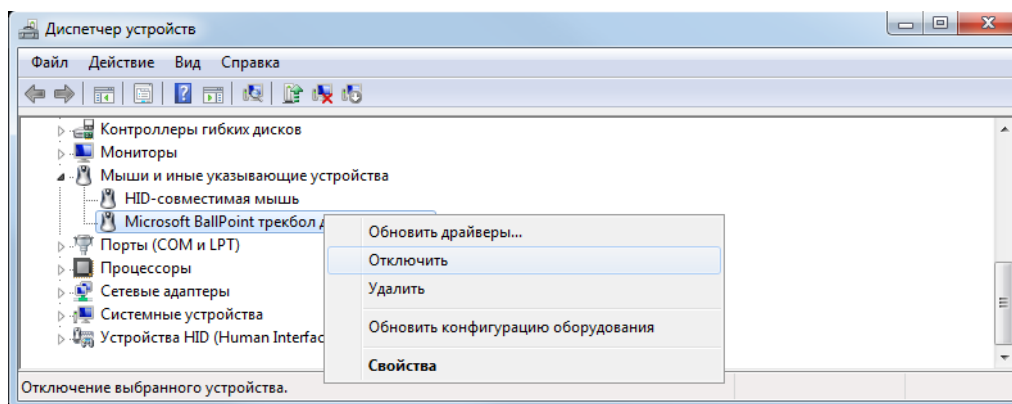 Диспетчер устройств
Файл Действие Вид Справка
Контроллеры гибких дисков
Мониторы
Мыши и иные указывающие устройства
HID-совместимая мышь
Microsoft BallPoint трекбол
Порты (COM и LPT)
Процессоры
Сетевые адаптеры
Системные устройства
Устройства HID (Human Interfac
Обновить драйверы...
Отключить
Удалить
Обновить конфигурацию оборудования
Свойства
Отключение выбранного устройства.